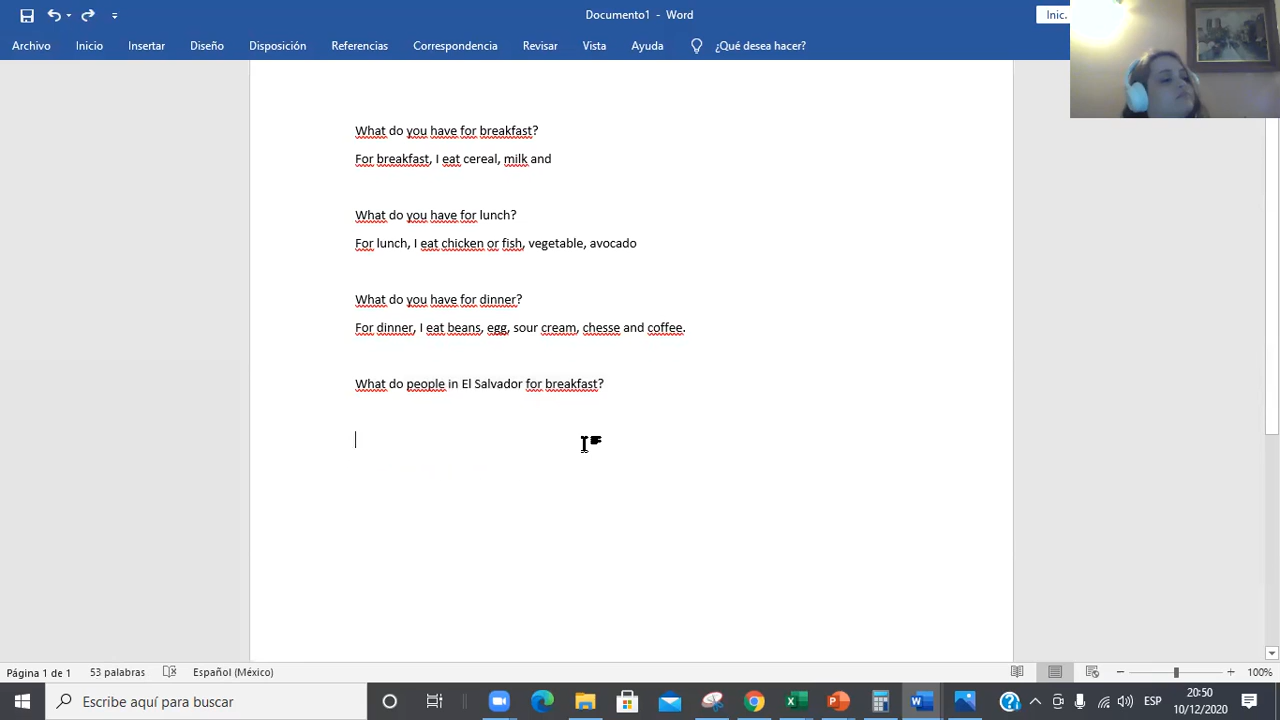 Documento1 - Word
Inic.
Archivo Inicio Insertar Diseño Disposición Referencias Correspondencia Revisar Vista Ayuda ¿Qué desea hacer?
What do you have for breakfast?
For breakfast, I eat cereal, milk and
What do you have for lunch?
For lunch, I eat chicken or fish, vegetable, avocado
What do you have for dinner?
For dinner, I eat beans, egg, sour cream, chesse and coffee.
What do people in El Salvador for breakfast?
Página 1 de 1 53 palabras Español (México) 100%
Escribe aquí para buscar
ESP
20:50
10/12/2020